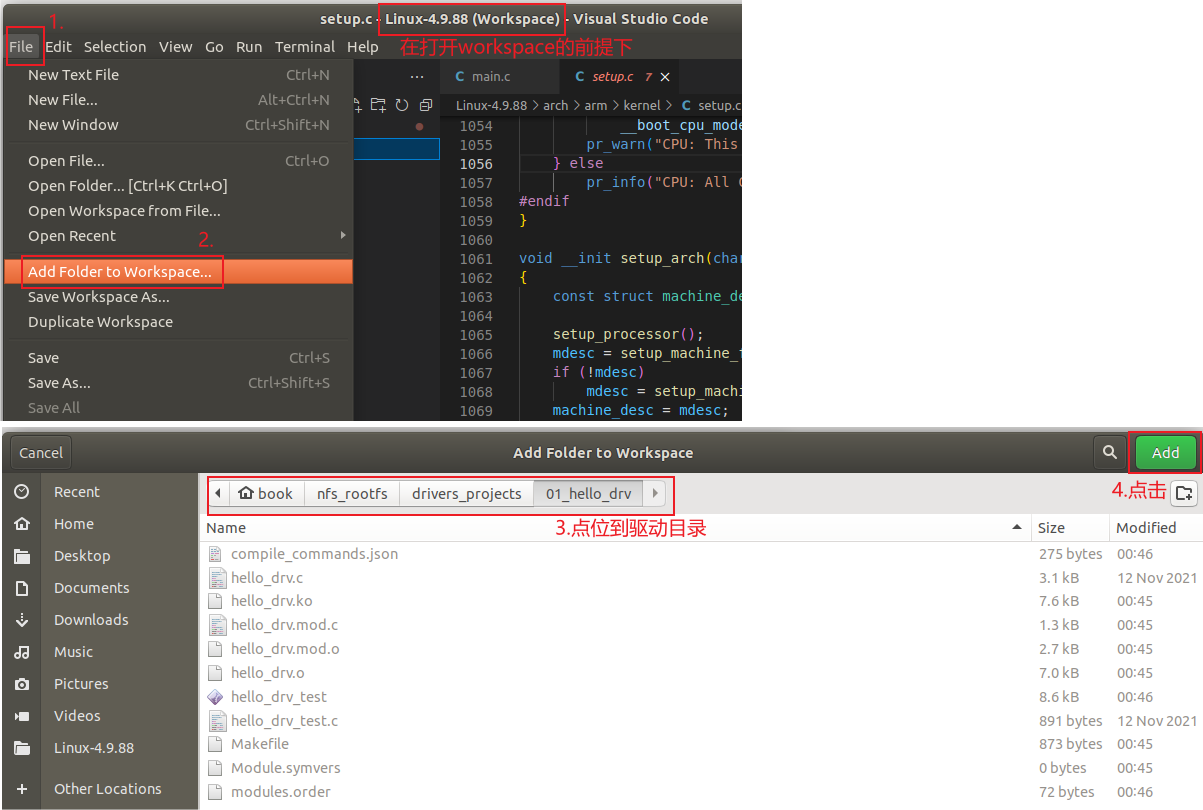 1.
setup.c - Linux-4.9.88 (Workspace) - Visual Studio Code
File Edit Selection View Go Run Terminal Help
在打开workspace的前提下
New Text File Ctrl+N
New File... Alt+Ctrl+N
New Window Ctrl+Shift+N
Open File... Ctrl+O
Open Folder... [Ctrl+K Ctrl+O]
Open Workspace from File...
Open Recent
2.
Add Folder to Workspace...
Save Workspace As...
Duplicate Workspace
Save Ctrl+S
Save As... Ctrl+Shift+S
Save All
··· C main.c C setup.c 7 ×
Linux-4.9.88 > arch > arm > kernel > C setup.c
1054 __boot_cpu_mode
1055 pr_warn("CPU: This
1056 } else
1057 pr_info("CPU: All
1058 #endif
1059 }
1060
1061 void __init setup_arch(char
1062 {
1063 const struct machine_de
1064
1065 setup_processor();
1066 mdesc = setup_machine_
1067 if (!mdesc)
1068 mdesc = setup_machi
1069 machine_desc = mdesc;
Cancel Add Folder to Workspace Add
4.点击
Recent
Home
Desktop
Documents
Downloads
Music
Pictures
Videos
Linux-4.9.88
+ Other Locations
book nfs_rootfs drivers_projects 01_hello_drv
3.点位到驱动目录
Name Size Modified
compile_commands.json 275 bytes 00:46
hello_drv.c 3.1 kB 12 Nov 2021
hello_drv.ko 7.6 kB 00:45
hello_drv.mod.c 1.3 kB 00:45
hello_drv.mod.o 2.7 kB 00:45
hello_drv.o 7.0 kB 00:45
hello_drv_test 8.6 kB 00:46
hello_drv_test.c 891 bytes 12 Nov 2021
Makefile 873 bytes 00:45
Module.symvers 0 bytes 00:45
modules.order 72 bytes 00:46